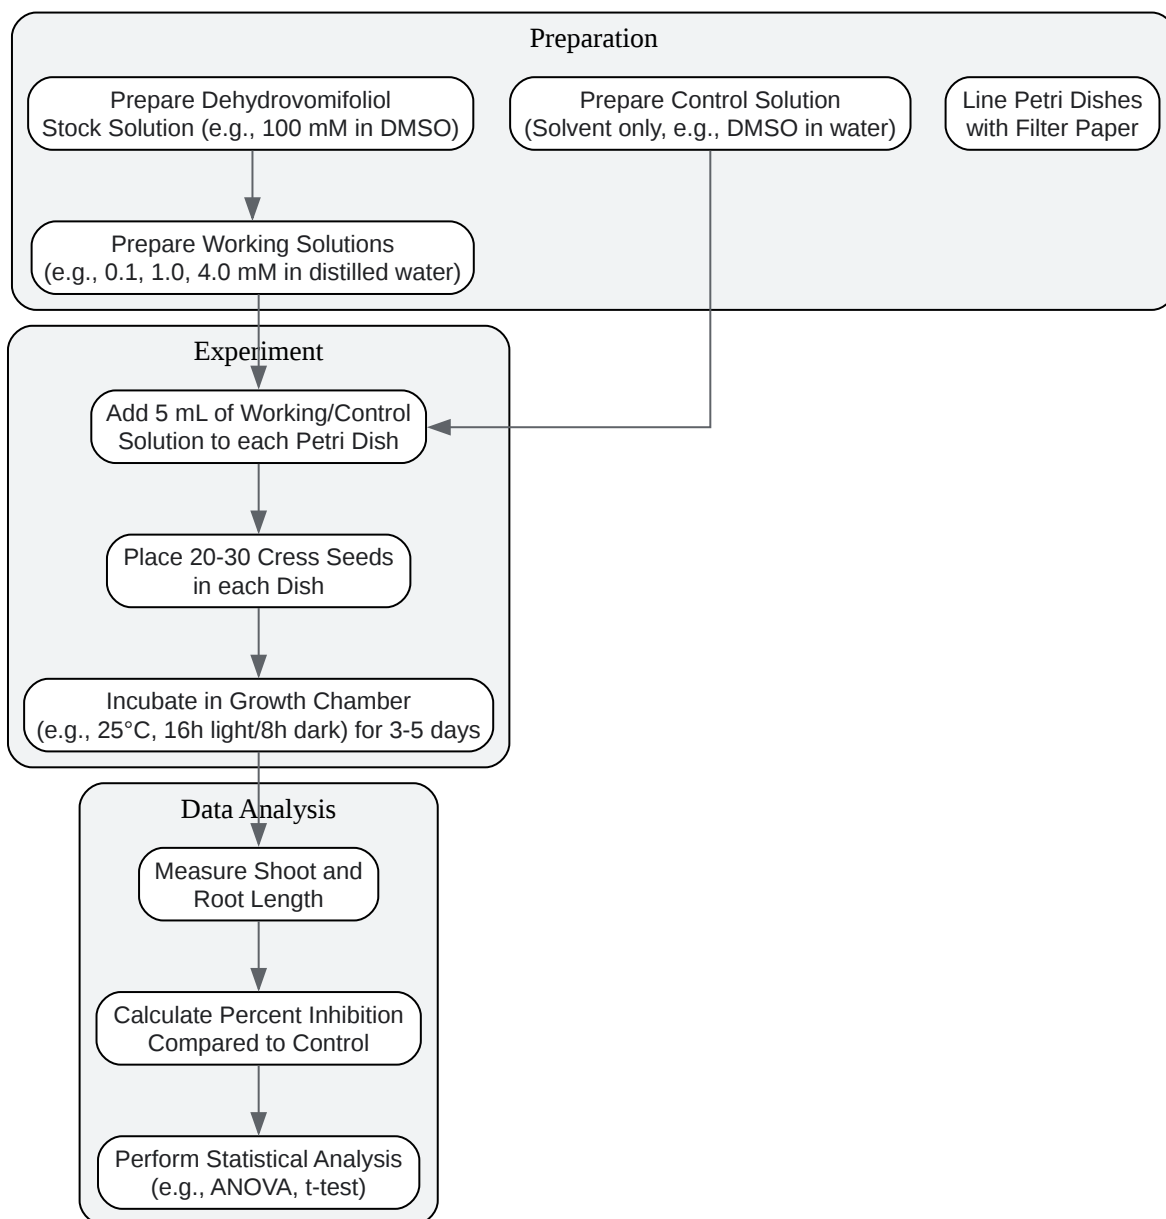 Preparation
Prepare Dehydrovomifoliol
Stock Solution (e.g., 100 mM in DMSO)
Prepare Control Solution
(Solvent only, e.g., DMSO in water)
Line Petri Dishes
with Filter Paper
Prepare Working Solutions
(e.g., 0.1, 1.0, 4.0 mM in distilled water)
Experiment
Add 5 mL of Working/Control
Solution to each Petri Dish
Place 20-30 Cress Seeds
in each Dish
Incubate in Growth Chamber
(e.g., 25°C, 16h light/8h dark) for 3-5 days
Data Analysis
Measure Shoot and
Root Length
Calculate Percent Inhibition
Compared to Control
Perform Statistical Analysis
(e.g., ANOVA, t-test)